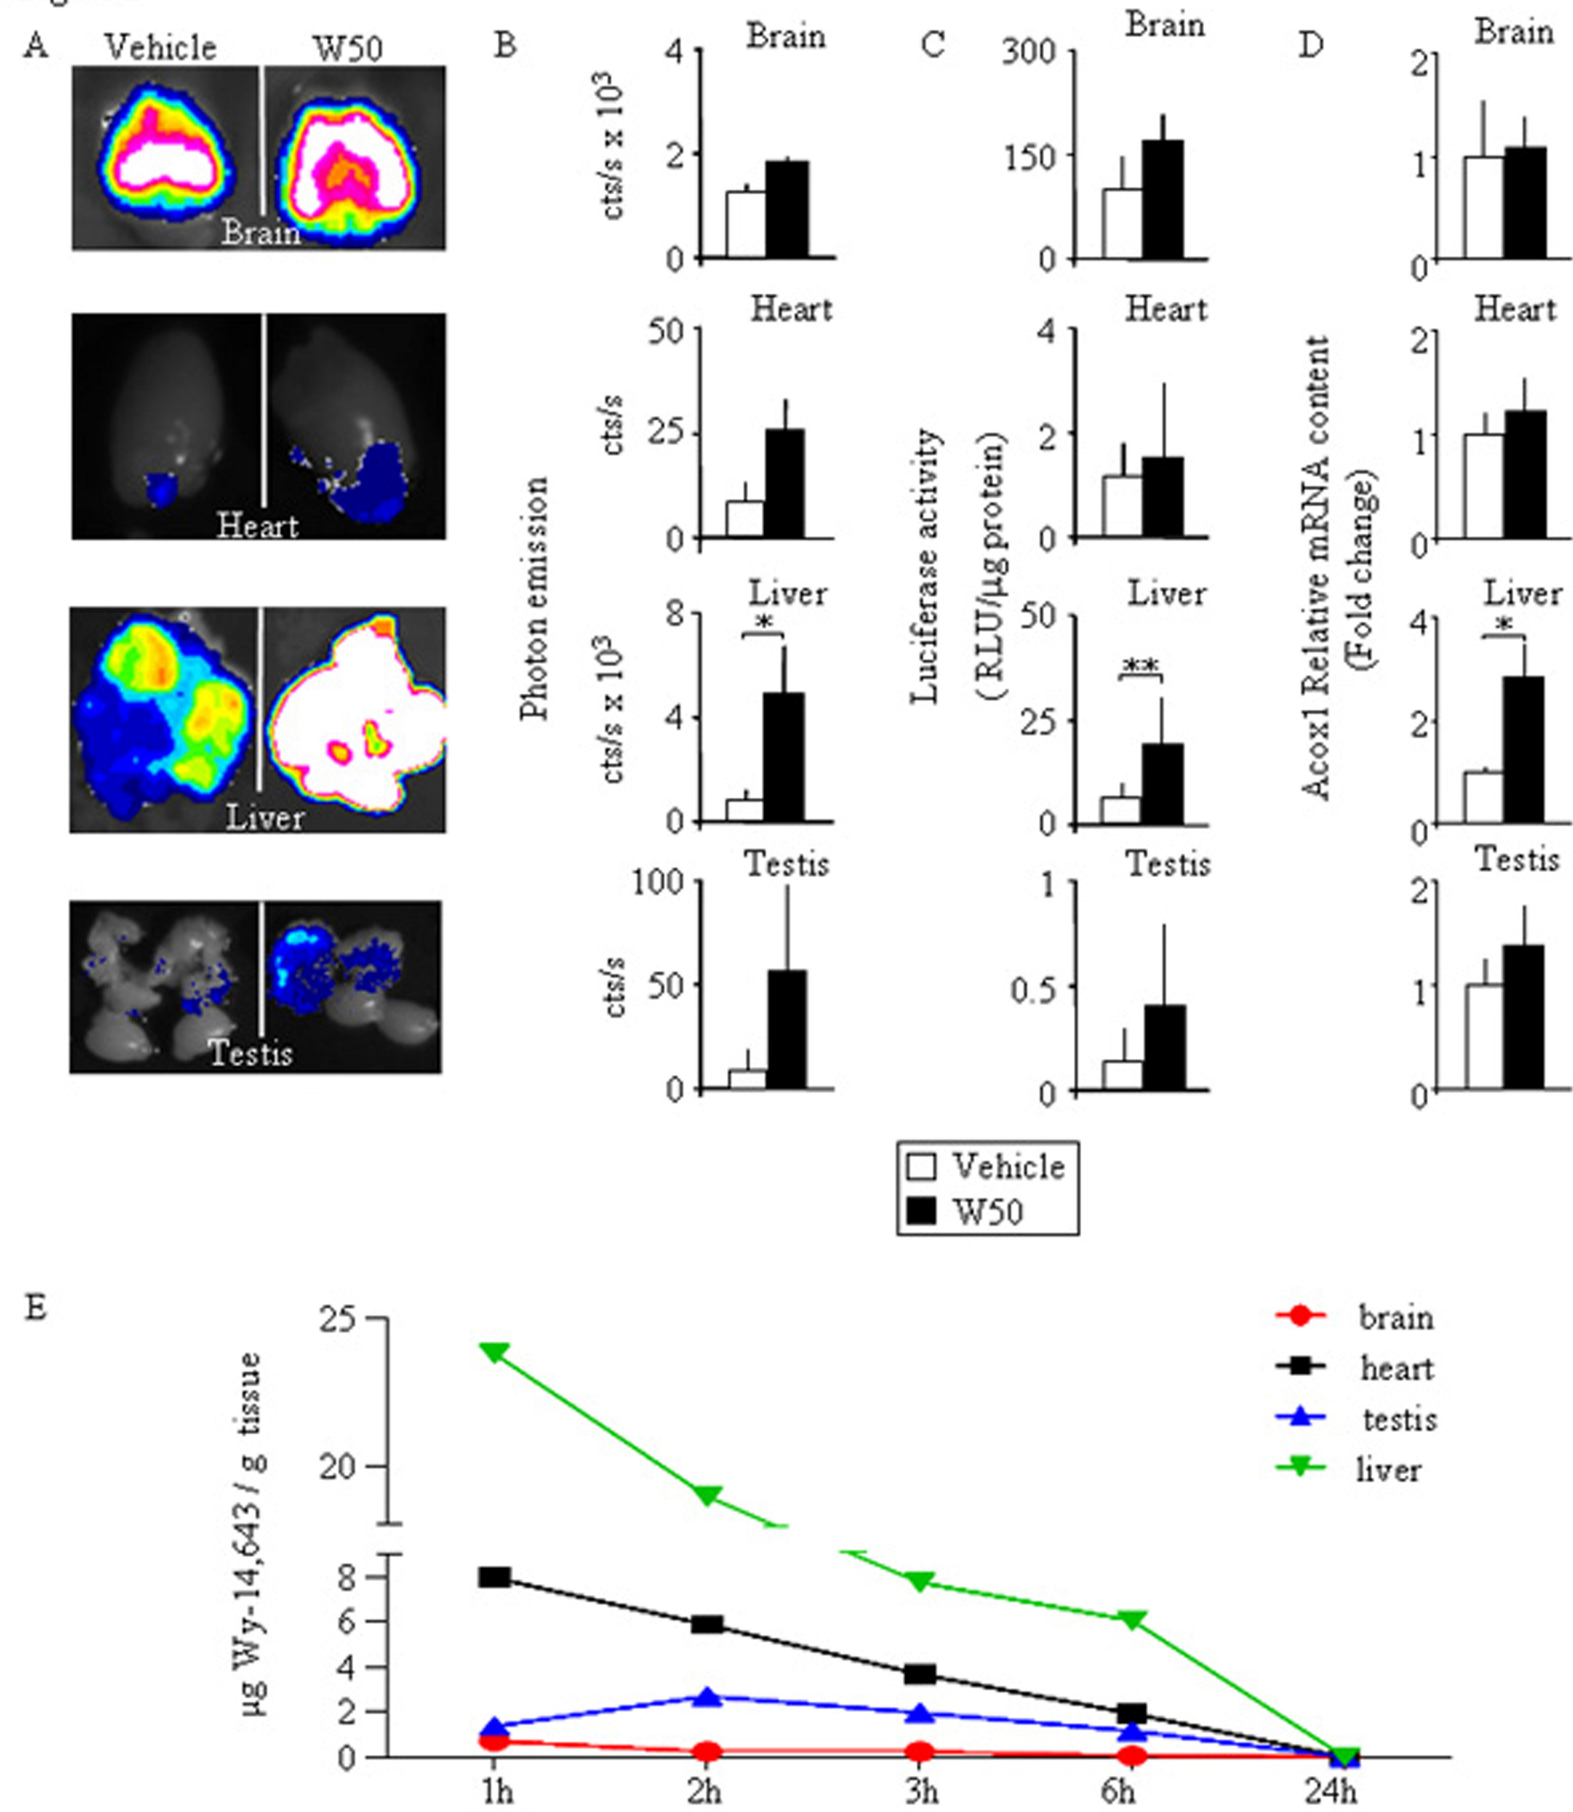 A
Vehicle
W50
Brain
Heart
Liver
Testis
B
Photon emission
Brain
cts/s x 10³
4
2
0
Heart
cts/s
50
25
0
Liver
*
cts/s x 10³
8
4
0
Testis
cts/s
100
50
0
C
Luciferase activity
( RLU/µg protein)
Brain
300
150
0
Heart
4
2
0
Liver
**
50
25
0
Testis
1
0.5
0
D
Acox1 Relative mRNA content
(Fold change)
Brain
2
1
0
Heart
2
1
0
Liver
*
4
2
0
Testis
2
1
0
Vehicle
W50
E
µg Wy-14,643 / g tissue
25
20
8
6
4
2
0
1h
2h
3h
6h
24h
brain
heart
testis
liver